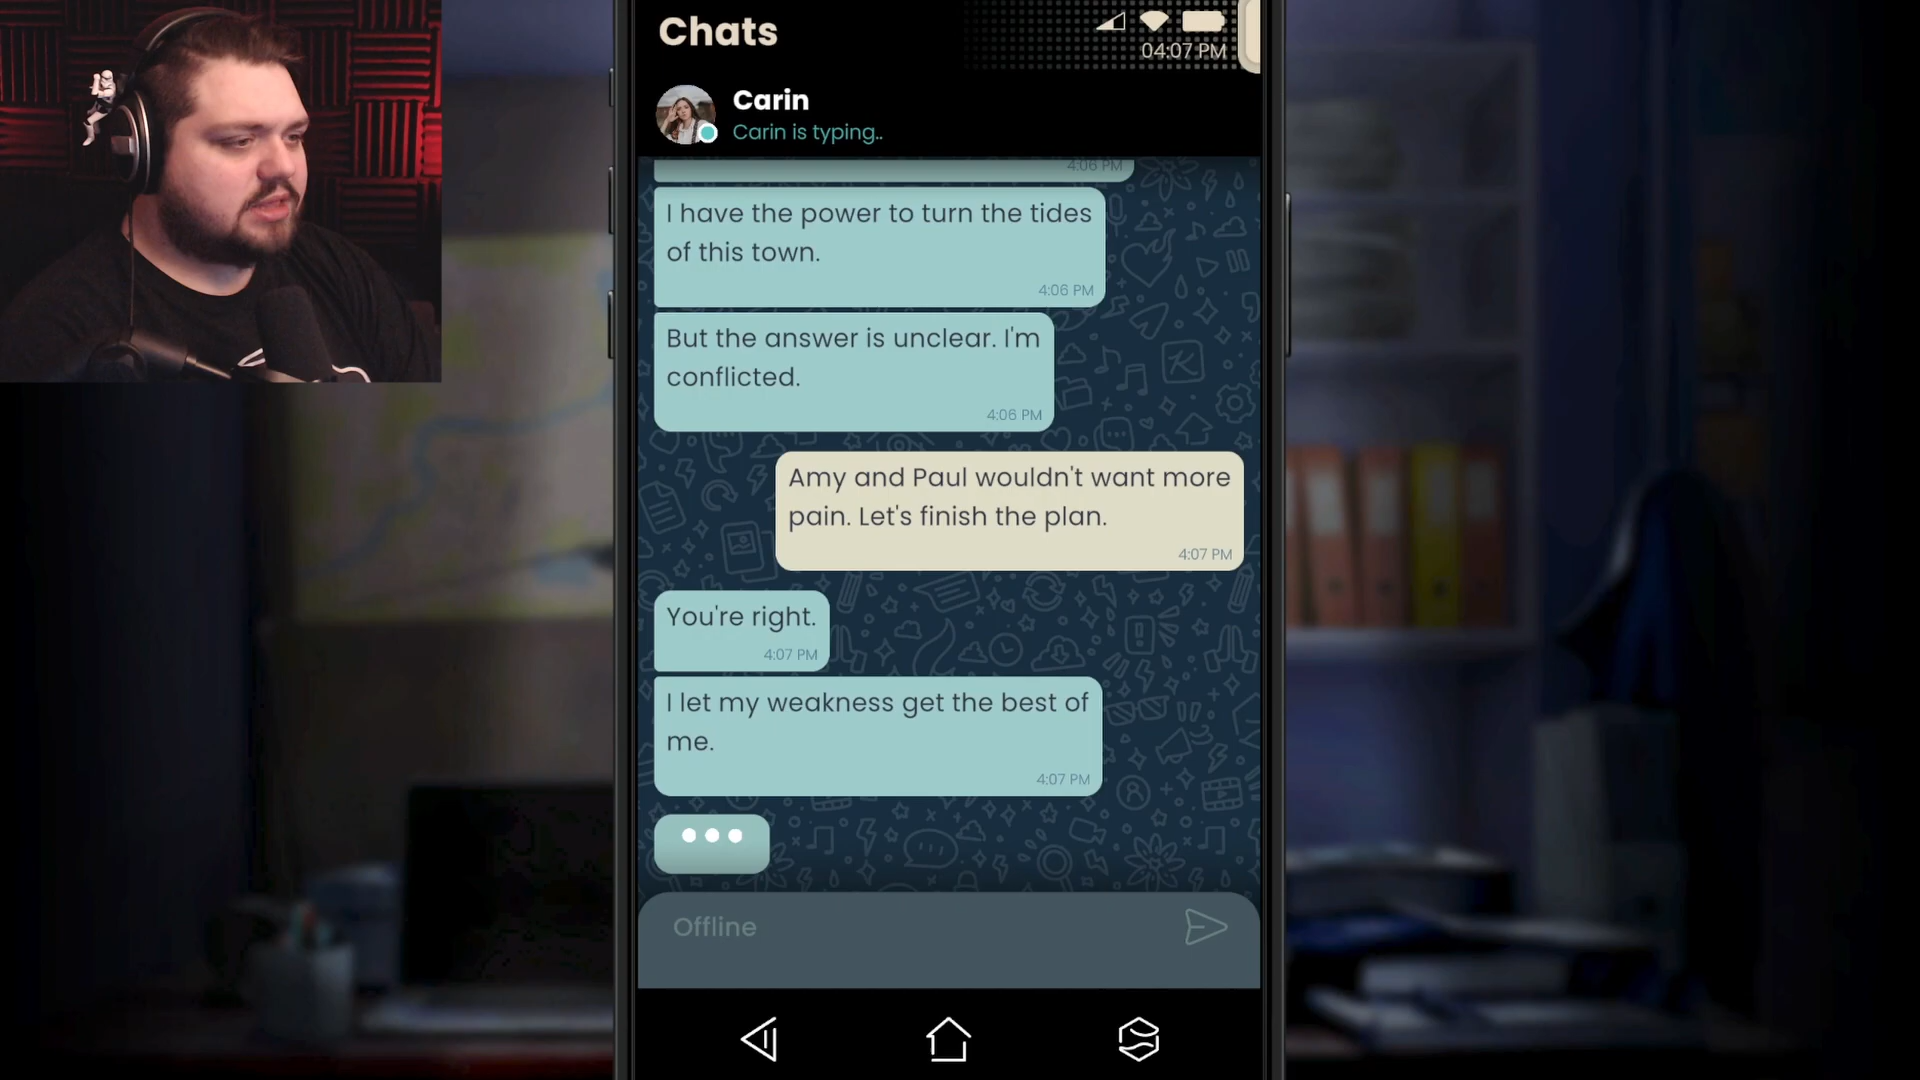 Chats
04:07 PM
Carin
Carin is typing..
4:06 PM
I have the power to turn the tides
of this town.
4:06 PM
But the answer is unclear. I'm
conflicted.
4:06 PM
Amy and Paul wouldn't want more
pain. Let's finish the plan.
4:07 PM
You're right.
4:07 PM
I let my weakness get the best of
me.
4:07 PM
Offline